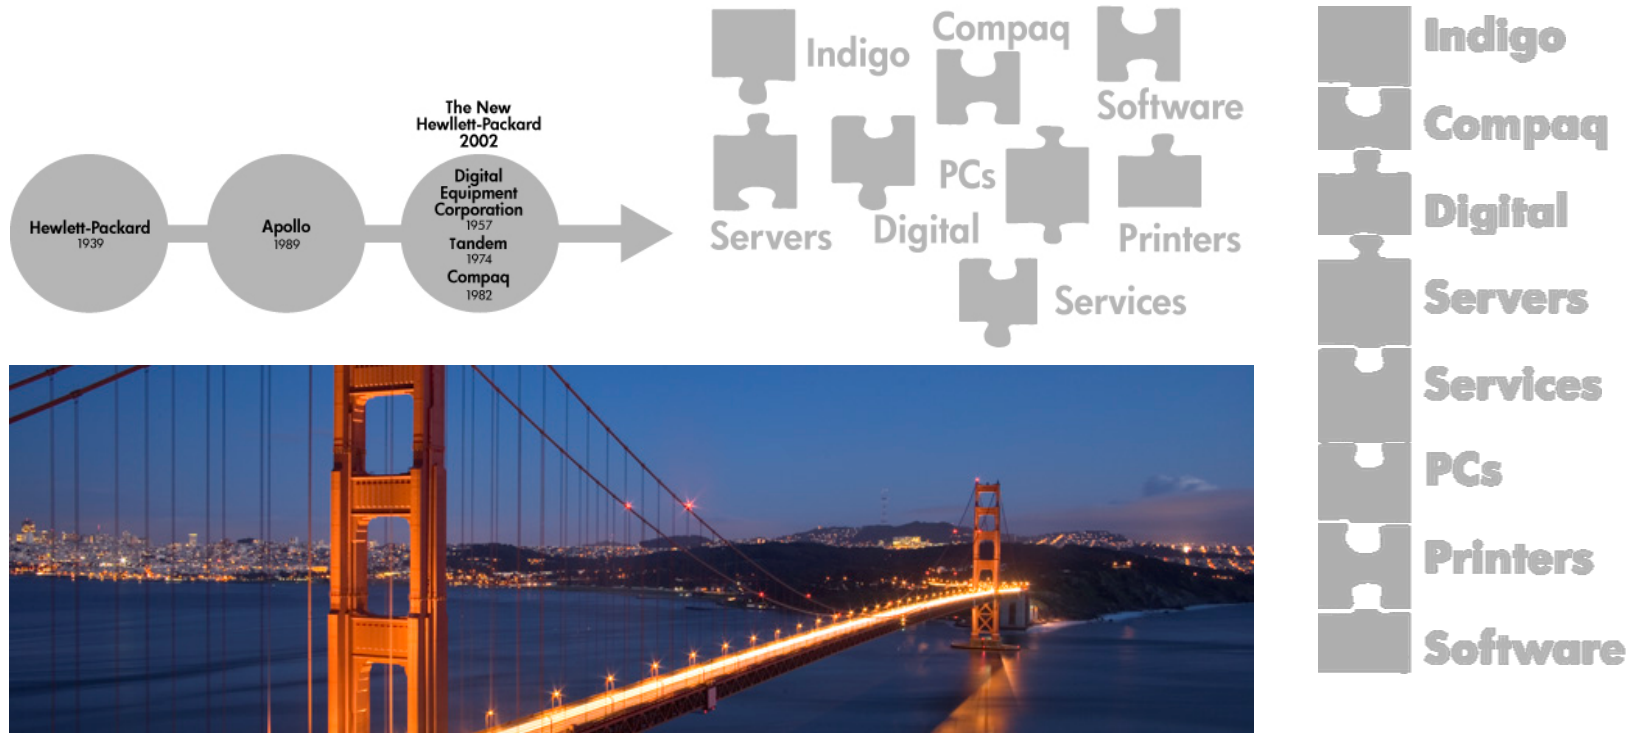 The New
Hewllett-Packard
2002
Hewlett-Packard
1939
Apollo
1989
Digital
Equipment
Corporation
1957
Tandem
1974
Compaq
1982
Indigo
Compaq
Software
Servers
Digital
PCs
Printers
Services
Indigo
Compaq
Digital
Servers
Services
PCs
Printers
Software